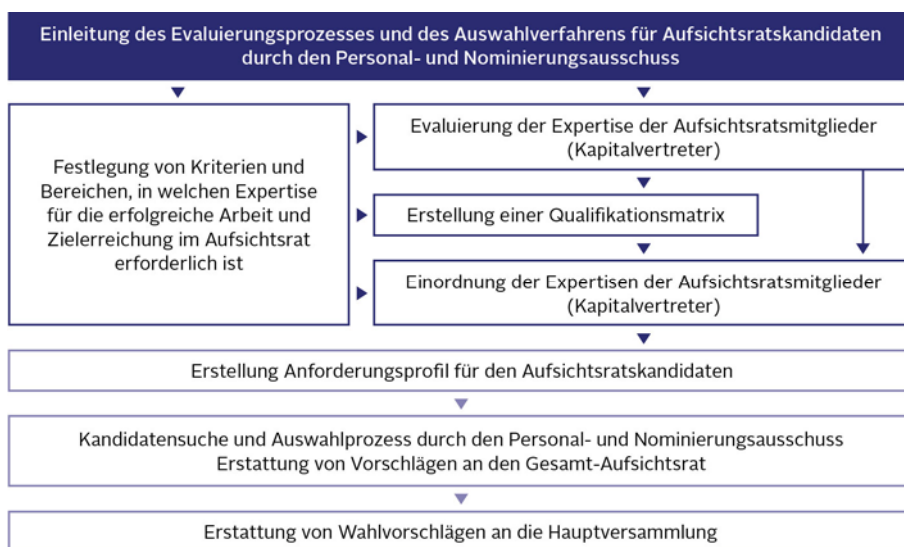 Einleitung des Evaluierungsprozesses und des Auswahlverfahrens für Aufsichtsratskandidaten
durch den Personal- und Nominierungsausschuss
Festlegung von Kriterien und
Bereichen, in welchen Expertise
für die erfolgreiche Arbeit und
Zielerreichung im Aufsichtsrat
erforderlich ist
Evaluierung der Expertise der Aufsichtsratsmitglieder
(Kapitalvertreter)
Erstellung einer Qualifikationsmatrix
Einordnung der Expertisen der Aufsichtsratsmitglieder
(Kapitalvertreter)
Erstellung Anforderungsprofil für den Aufsichtsratskandidaten
Kandidatensuche und Auswahlprozess durch den Personal- und Nominierungsausschuss
Erstattung von Vorschlägen an den Gesamt-Aufsichtsrat
Erstattung von Wahlvorschlägen an die Hauptversammlung